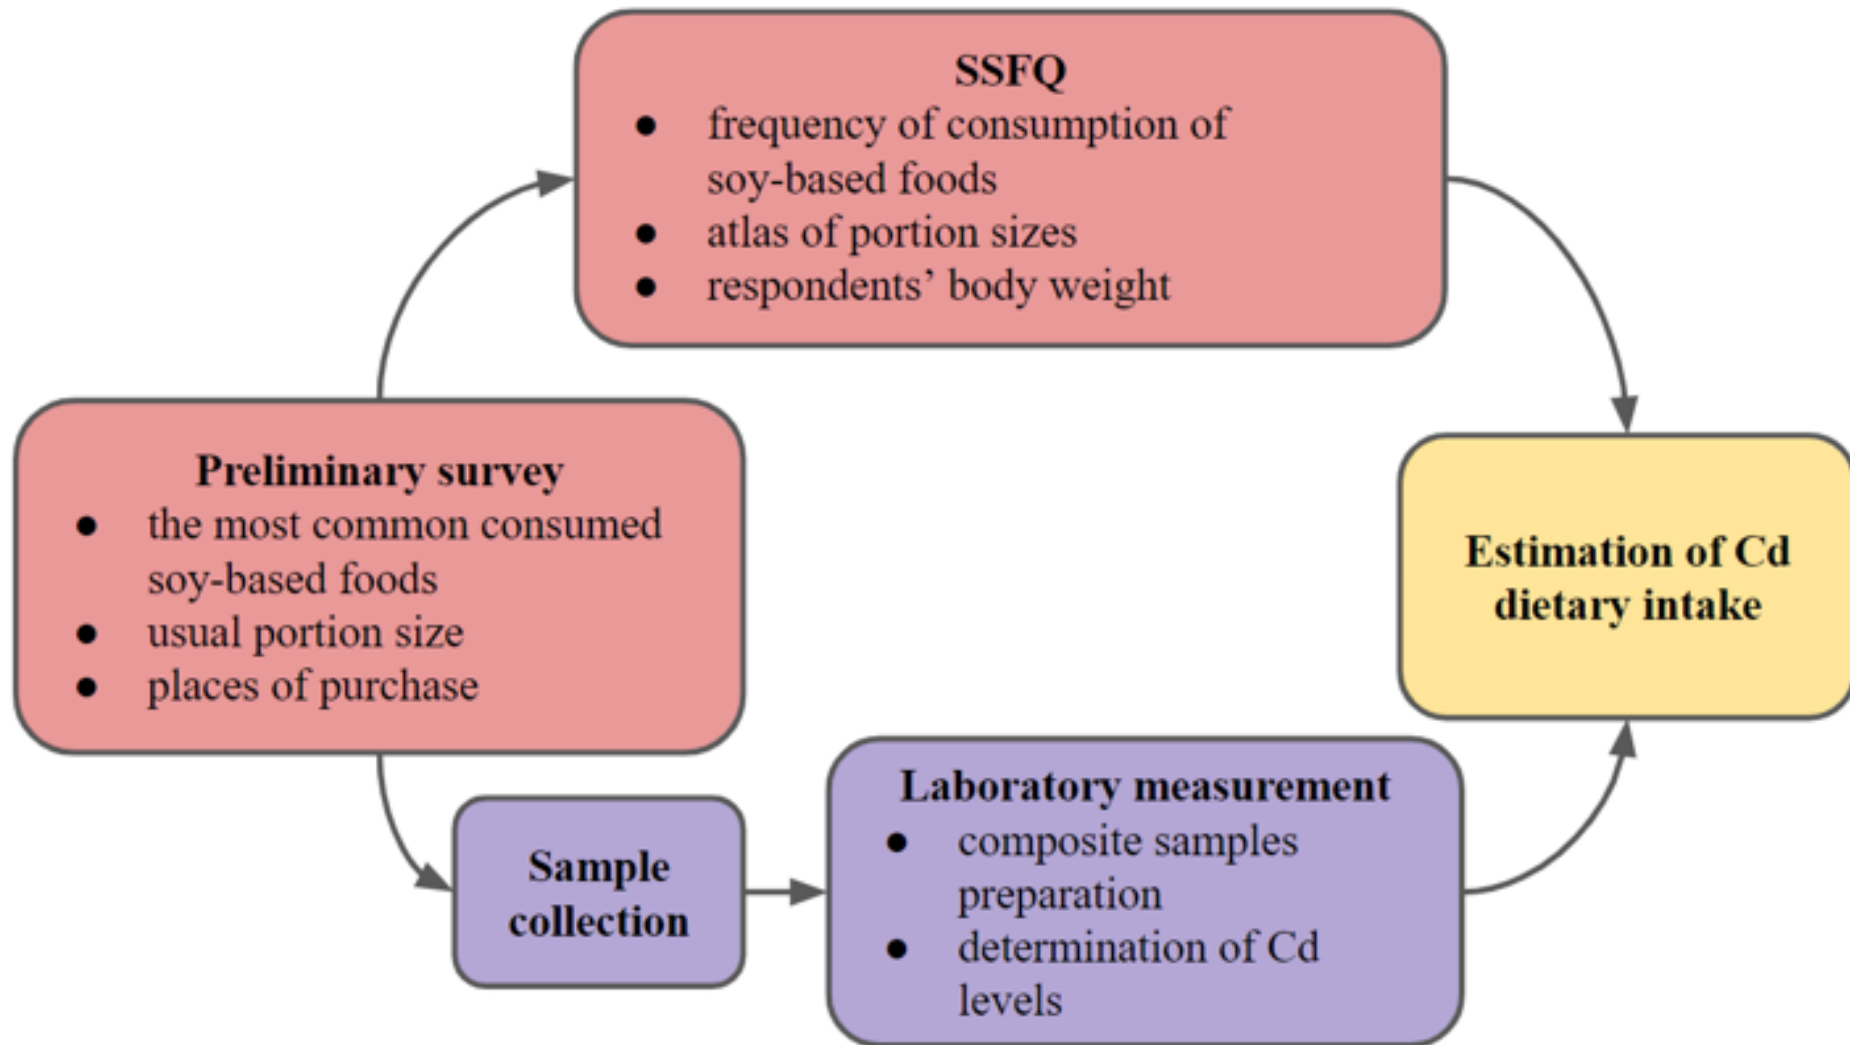 SSFQ
● frequency of consumption of
soy-based foods
● atlas of portion sizes
● respondents’ body weight
Preliminary survey
● the most common consumed
soy-based foods
● usual portion size
● places of purchase
Estimation of Cd
dietary intake
Sample
collection
Laboratory measurement
● composite samples
preparation
● determination of Cd
levels